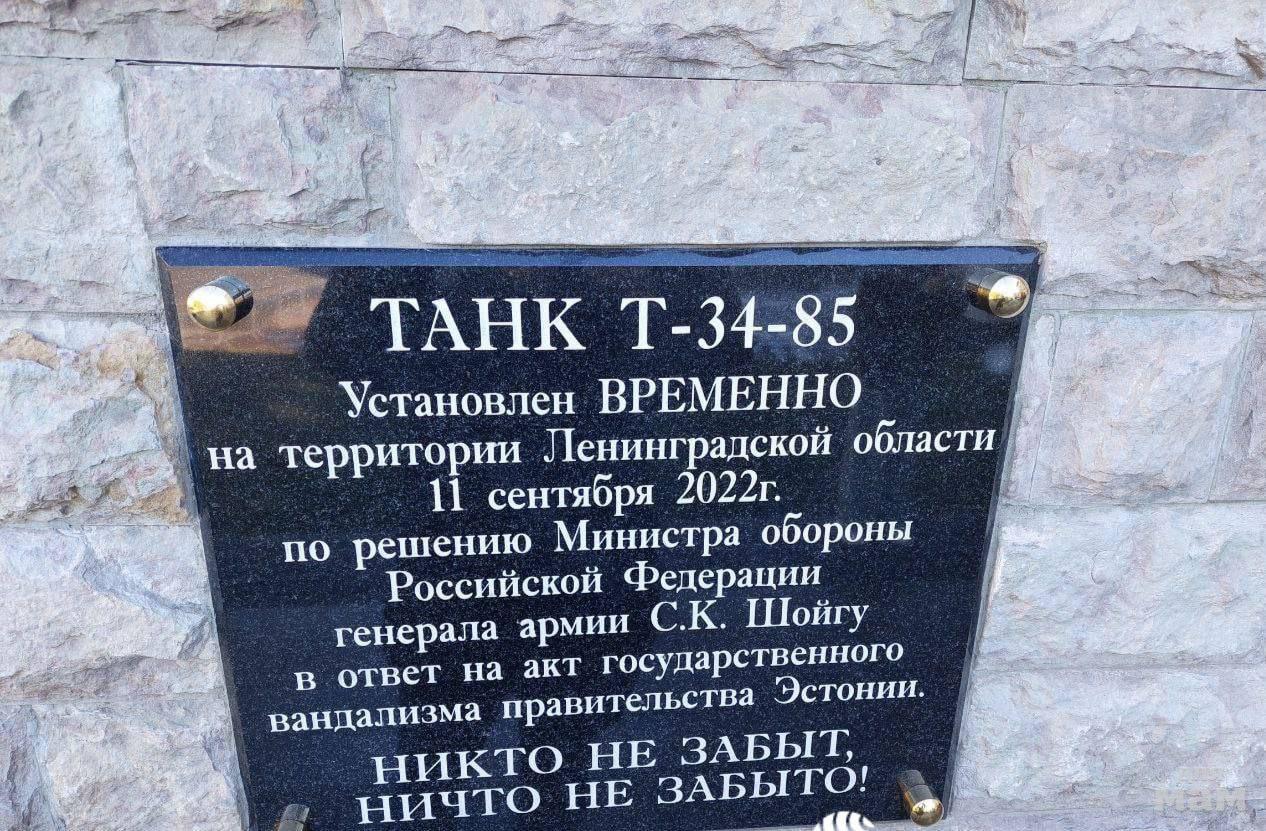 ТАНК Т-34-85
Установлен ВРЕМЕННО
на территории Ленинградской области
11 сентября 2022г.
по решению Министра обороны
Российской Федерации
генерала армии С.К. Шойгу
в ответ на акт государственного
вандализма правительства Эстонии.
НИКТО НЕ ЗАБЫТ,
НИЧТО НЕ ЗАБЫТО!